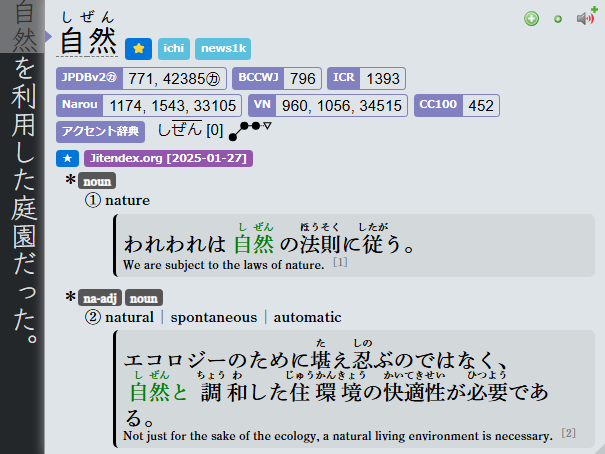 自然を利用した庭園だった。
しぜん
自然 ichi news1k
JPDBv2㋕ 771, 42385㋕ BCCWJ 796 ICR 1393
Narou 1174, 1543, 33105 VN 960, 1056, 34515 CC100 452
アクセント辞典 しぜん [0]
★ Jitendex.org [2025-01-27]
* noun
① nature
しぜん ほうそく したが
われわれは自然の法則に従う。
We are subject to the laws of nature. [1]
* na-adj noun
② natural | spontaneous | automatic
た しの
エコロジーのために堪え忍ぶのではなく、
しぜん ちょうわ じゅうかんきょう かいてきせい ひつよう
自然と調和した住環境の快適性が必要であ
る。
Not just for the sake of the ecology, a natural living environment is necessary. [2]